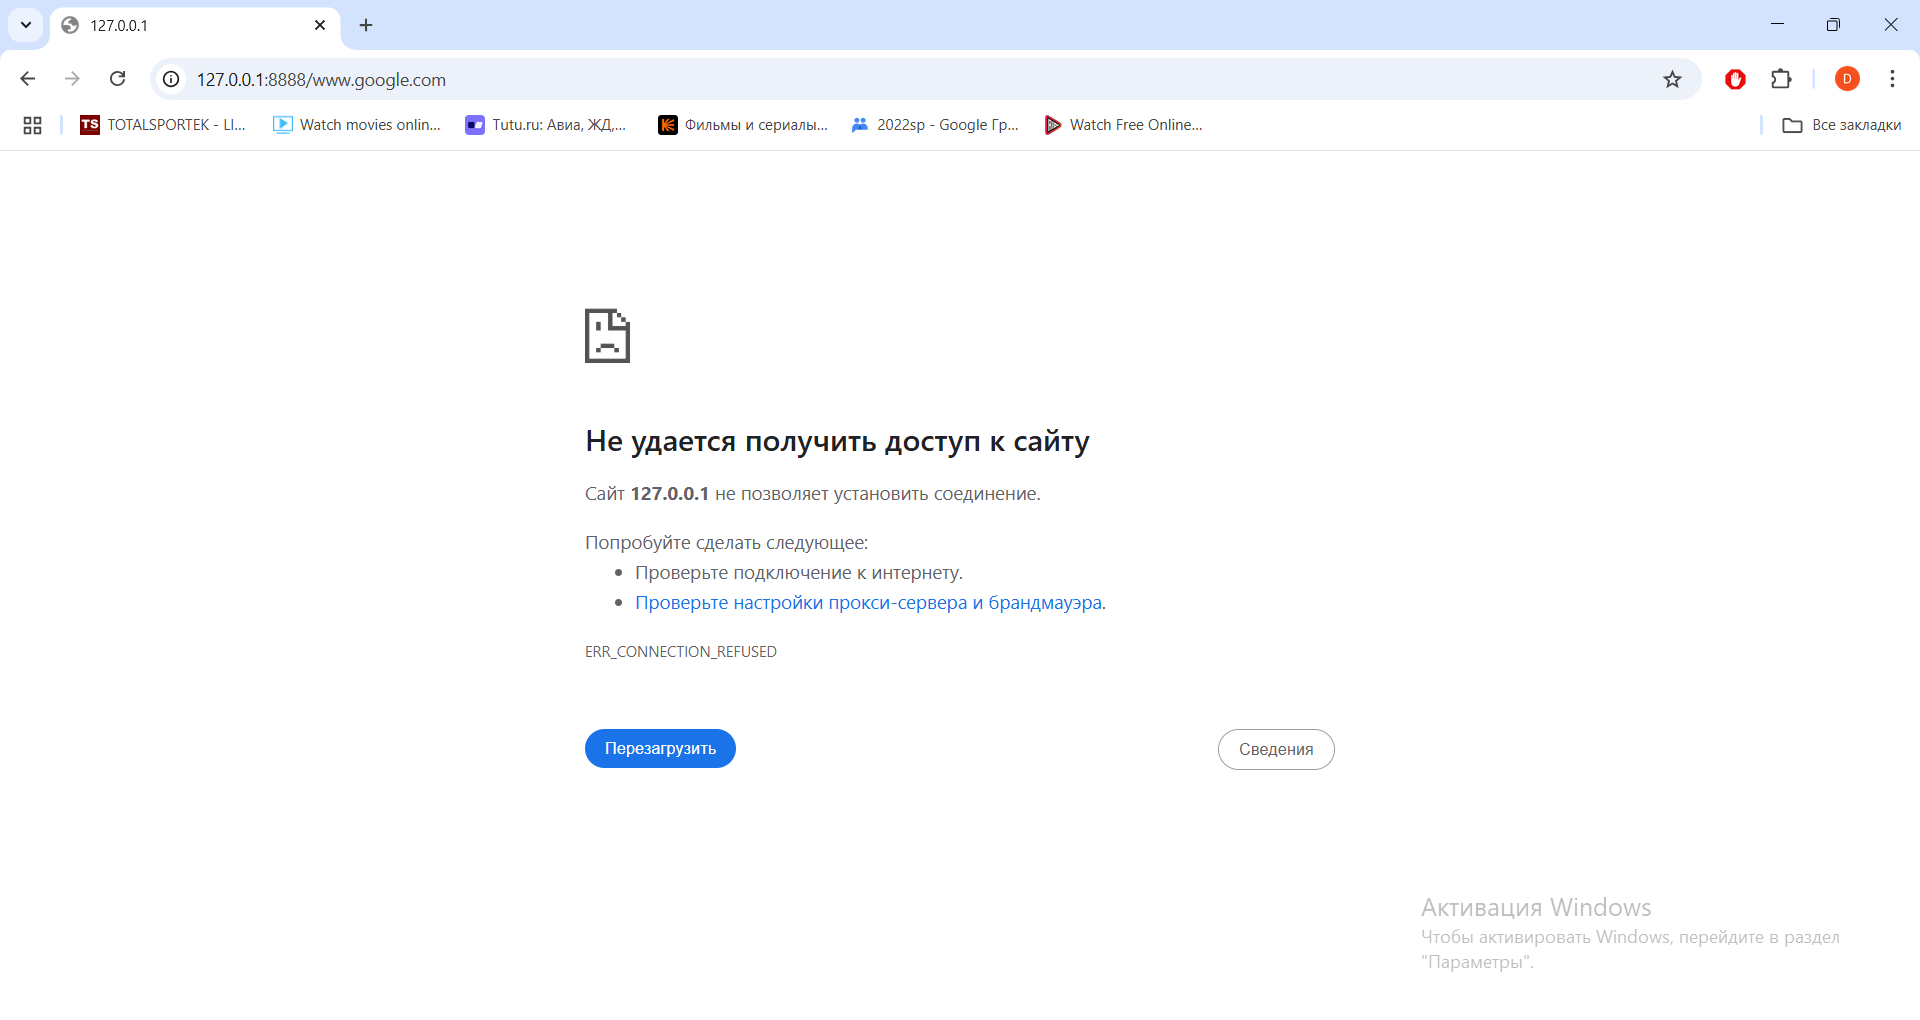 127.0.0.1
127.0.0.1:8888/www.google.com
D
TS TOTALSPORTEK - LI...
Watch movies onlin...
Tutu.ru: Авиа, ЖД,...
Фильмы и сериалы...
2022sp - Google Гр...
Watch Free Online...
Все закладки
Не удается получить доступ к сайту
Сайт 127.0.0.1 не позволяет установить соединение.
Попробуйте сделать следующее:
Проверьте подключение к интернету.
Проверьте настройки прокси-сервера и брандмауэра.
ERR_CONNECTION_REFUSED
Перезагрузить
Сведения
Активация Windows
Чтобы активировать Windows, перейдите в раздел
"Параметры".